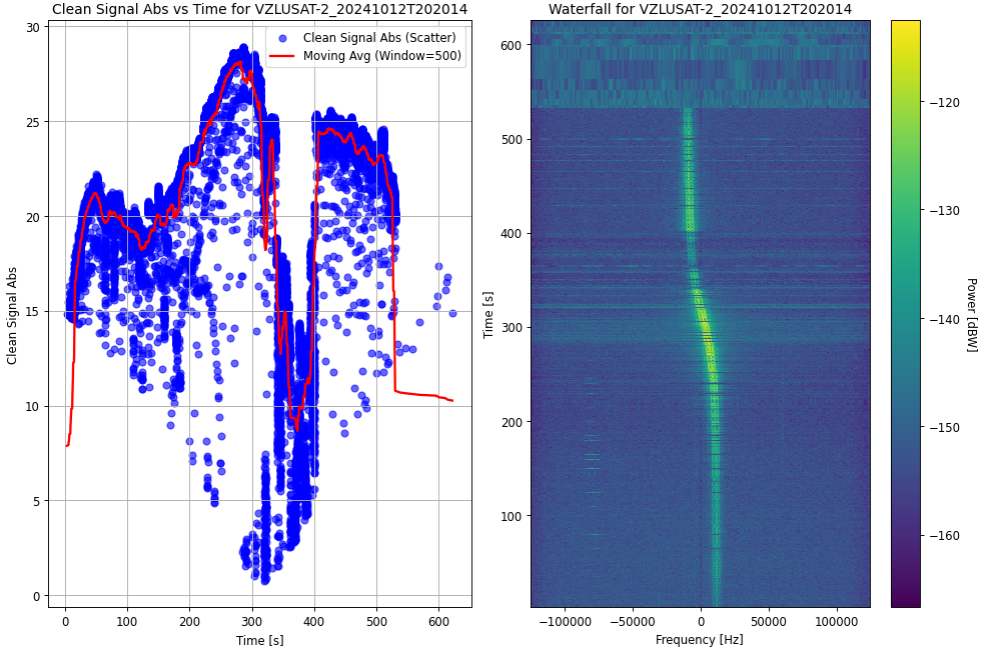 Clean Signal Abs vs Time for VZLUSAT-2_20241012T202014
Clean Signal Abs (Scatter)
Moving Avg (Window=500)
30
25
20
15
10
5
0
Clean Signal Abs
0 100 200 300 400 500 600
Time [s]
Waterfall for VZLUSAT-2_20241012T202014
600
500
400
300
200
100
Time [s]
−100000 −50000 0 50000 100000
Frequency [Hz]
−120
−130
−140
−150
−160
Power [dBW]